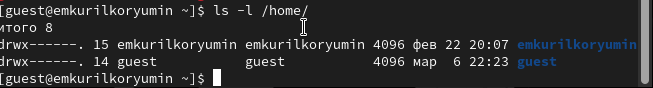 [guest@emkurilkoryumin ~]$ ls -l /home/
итого 8
drwx------. 15 emkurilkoryumin emkurilkoryumin 4096 фев 22 20:07 emkurilkoryumin
drwx------. 14 guest           guest           4096 мар  6 22:23 guest
[guest@emkurilkoryumin ~]$